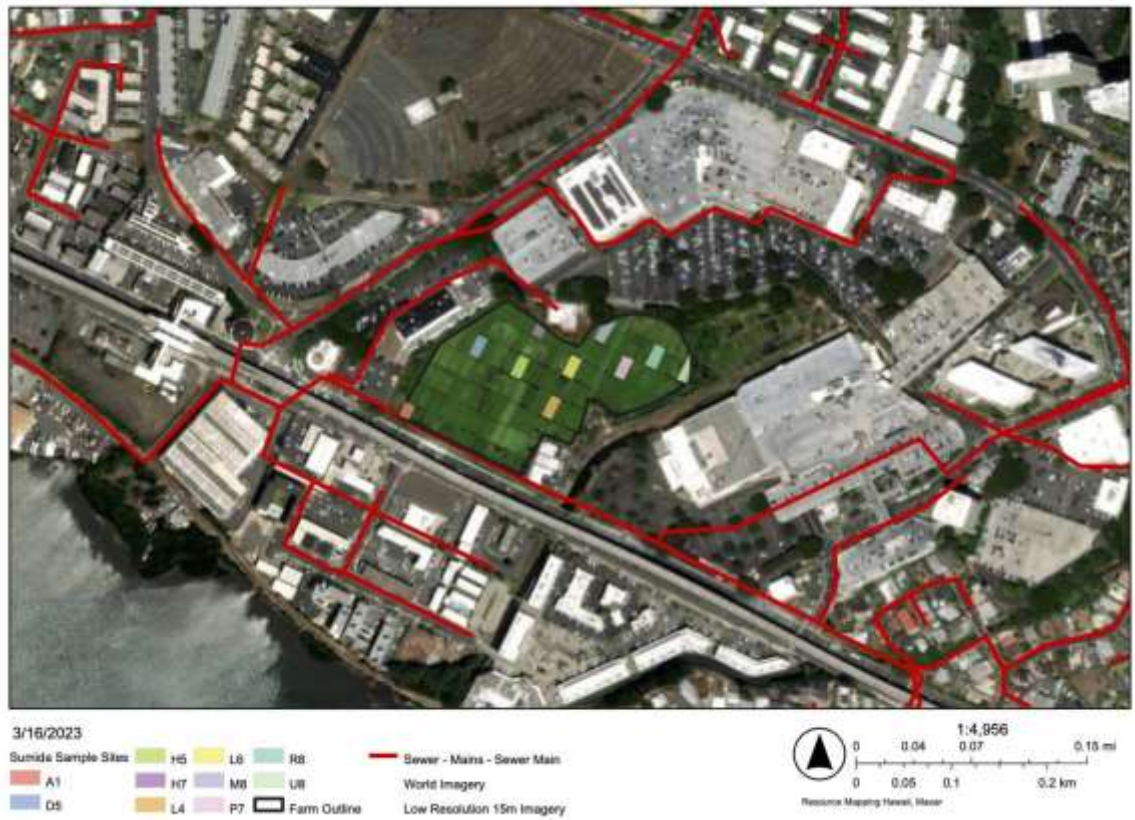 3/16/2023
Sumida Sample Sites
A1
D5
H5
H7
L4
L6
M8
P7
R8
U8
Farm Outline
Sewer - Mains - Sewer Main
World Imagery
Low Resolution 15m Imagery
1:4,956
0 0.04 0.07 0.15 mi
0 0.05 0.1 0.2 km
Resource Mapping Hawaii, Maxar